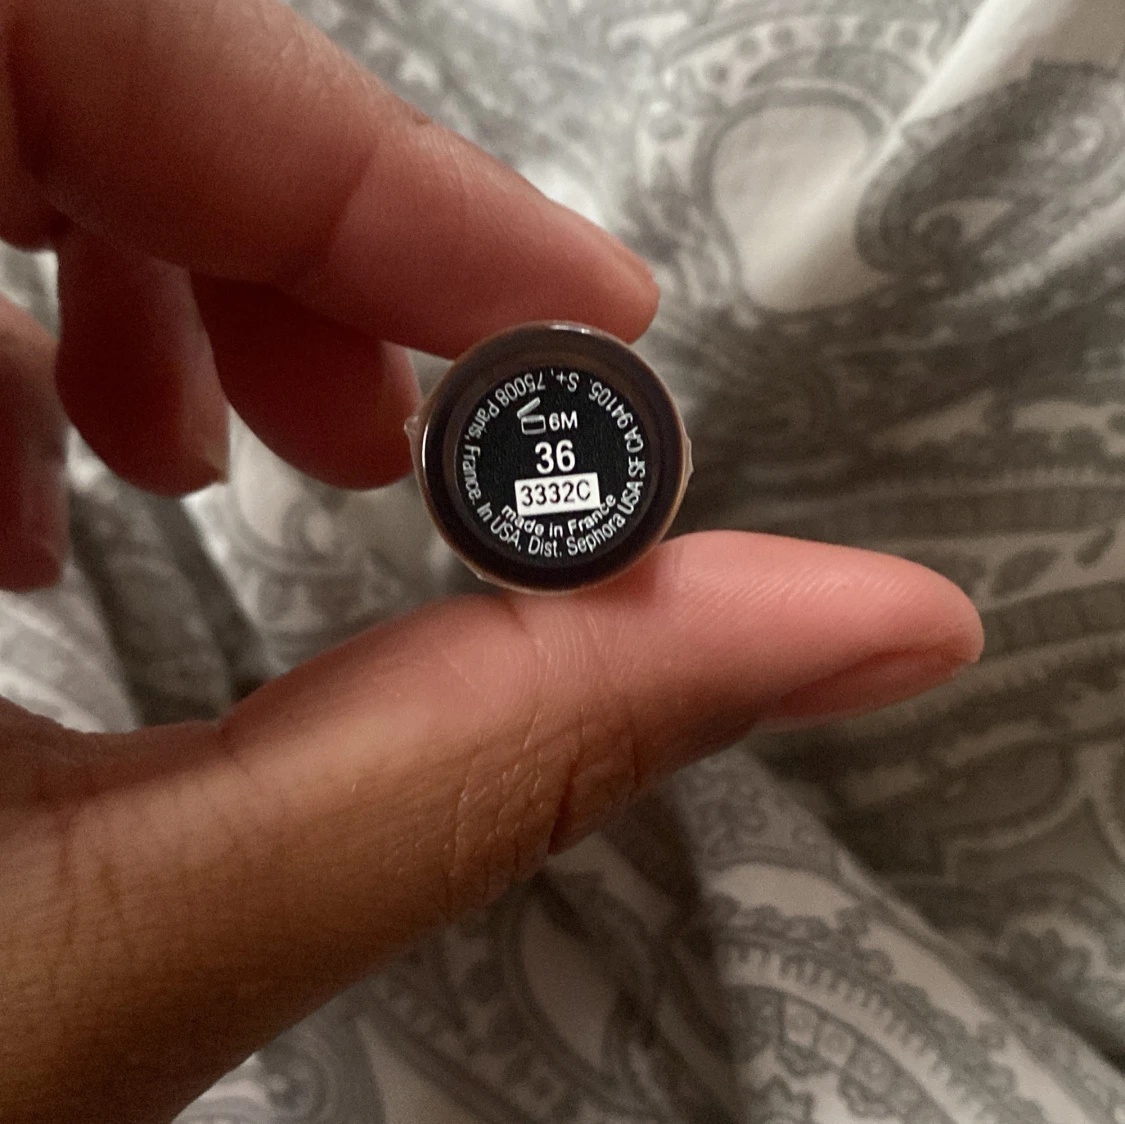 6M
36
3332C
made in France
S+, 75008 Paris, France. In USA, Dist. Sephora USA SF CA 94105.